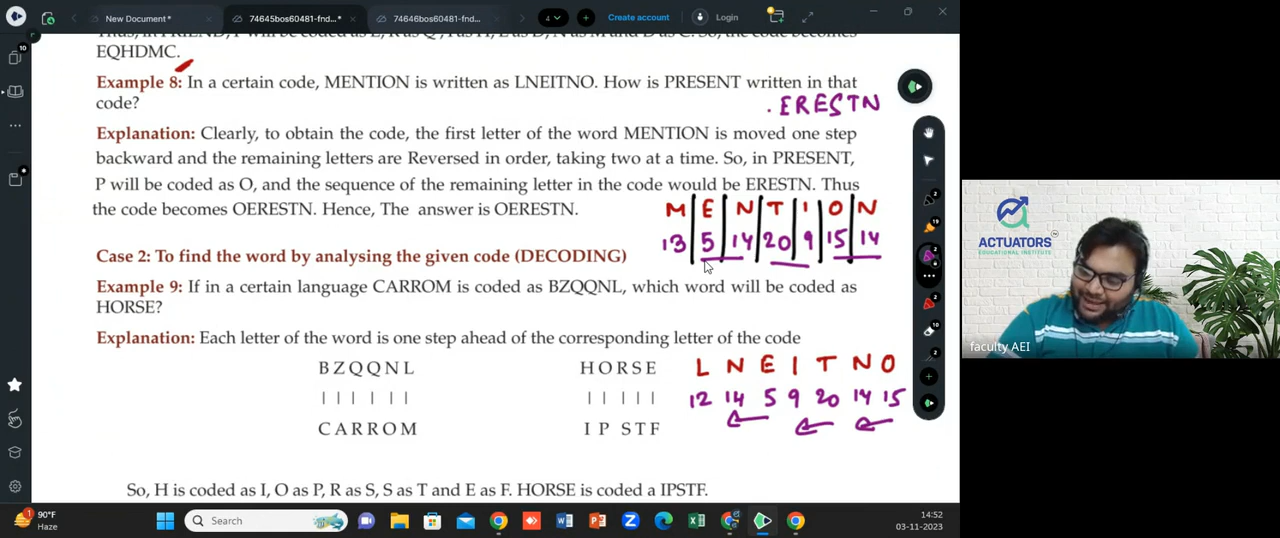 New Document*
74645bos60481-fnd...*
74646bos60481-fnd...
4
Create account
Login
EQHDMC.
Example 8: In a certain code, MENTION is written as LNEITNO. How is PRESENT written in that
code?
. ERESTN
Explanation: Clearly, to obtain the code, the first letter of the word MENTION is moved one step
backward and the remaining letters are Reversed in order, taking two at a time. So, in PRESENT,
P will be coded as O, and the sequence of the remaining letter in the code would be ERESTN. Thus
the code becomes OERESTN. Hence, The answer is OERESTN.
M E N T I O N
13 5 14 20 9 15 14
Case 2: To find the word by analysing the given code (DECODING)
Example 9: If in a certain language CARROM is coded as BZQQNL, which word will be coded as
HORSE?
Explanation: Each letter of the word is one step ahead of the corresponding letter of the code
B Z Q Q N L H O R S E
L N E I T N O
12 14 5 9 20 14 15
C A R R O M I P S T F
So, H is coded as I, O as P, R as S, S as T and E as F. HORSE is coded a IPSTF.
ACTUATORS
EDUCATIONAL INSTITUTE
faculty AEI
90°F
Haze
Search
14:52
03-11-2023